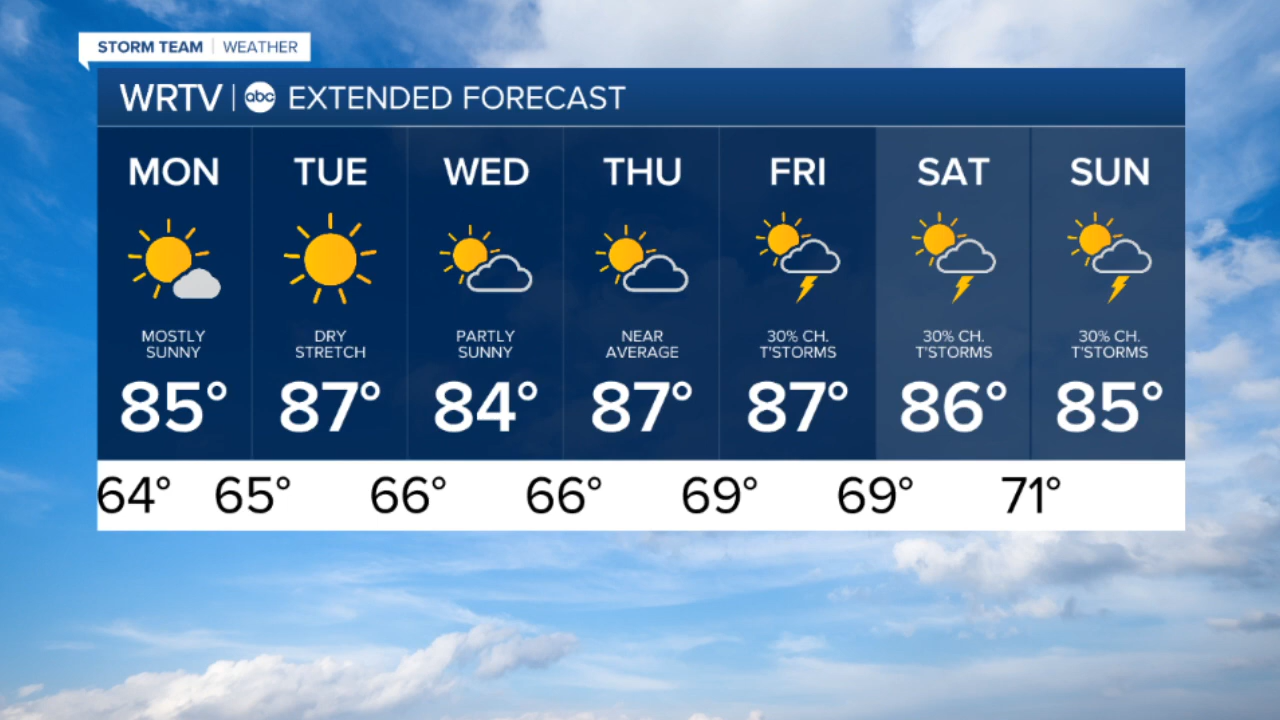 STORM TEAM | WEATHER
WRTV | abc EXTENDED FORECAST
MON TUE WED THU FRI SAT SUN
MOSTLY SUNNY
DRY STRETCH
PARTLY SUNNY
NEAR AVERAGE
30% CH. T'STORMS
30% CH. T'STORMS
30% CH. T'STORMS
85° 87° 84° 87° 87° 86° 85°
64° 65° 66° 66° 69° 69° 71°